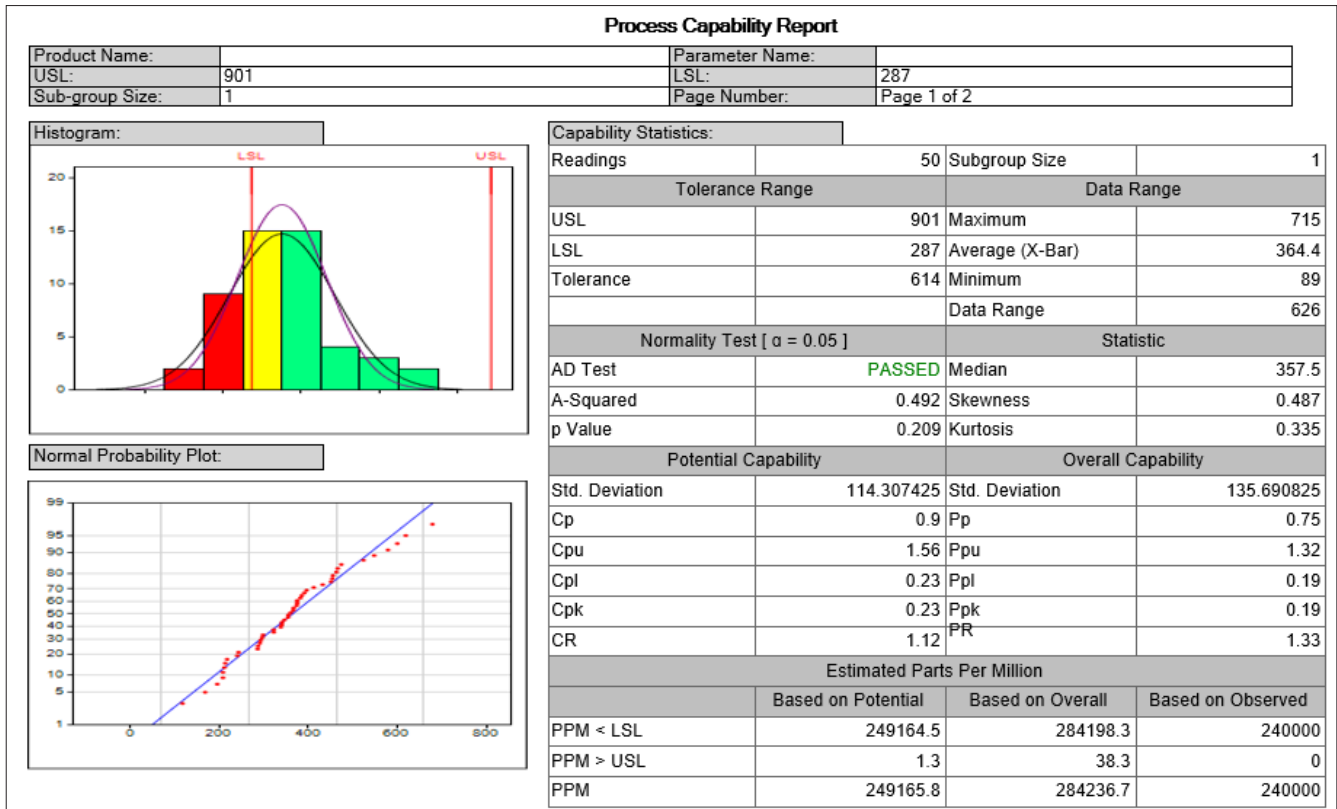 Process Capability Report
Product Name: Parameter Name:
USL: 901 LSL: 287
Sub-group Size: 1 Page Number: Page 1 of 2
Histogram:
LSL USL
20
15
10
5
0
Normal Probability Plot:
99
95
90
80
70
60
50
40
30
20
10
5
1
0 200 400 600 800
Capability Statistics:
Readings 50 Subgroup Size 1
Tolerance Range Data Range
USL 901 Maximum 715
LSL 287 Average (X-Bar) 364.4
Tolerance 614 Minimum 89
Data Range 626
Normality Test [ α = 0.05 ] Statistic
AD Test PASSED Median 357.5
A-Squared 0.492 Skewness 0.487
p Value 0.209 Kurtosis 0.335
Potential Capability Overall Capability
Std. Deviation 114.307425 Std. Deviation 135.690825
Cp 0.9 Pp 0.75
Cpu 1.56 Ppu 1.32
Cpl 0.23 Ppl 0.19
Cpk 0.23 Ppk 0.19
CR 1.12 PR 1.33
Estimated Parts Per Million
Based on Potential Based on Overall Based on Observed
PPM < LSL 249164.5 284198.3 240000
PPM > USL 1.3 38.3 0
PPM 249165.8 284236.7 240000